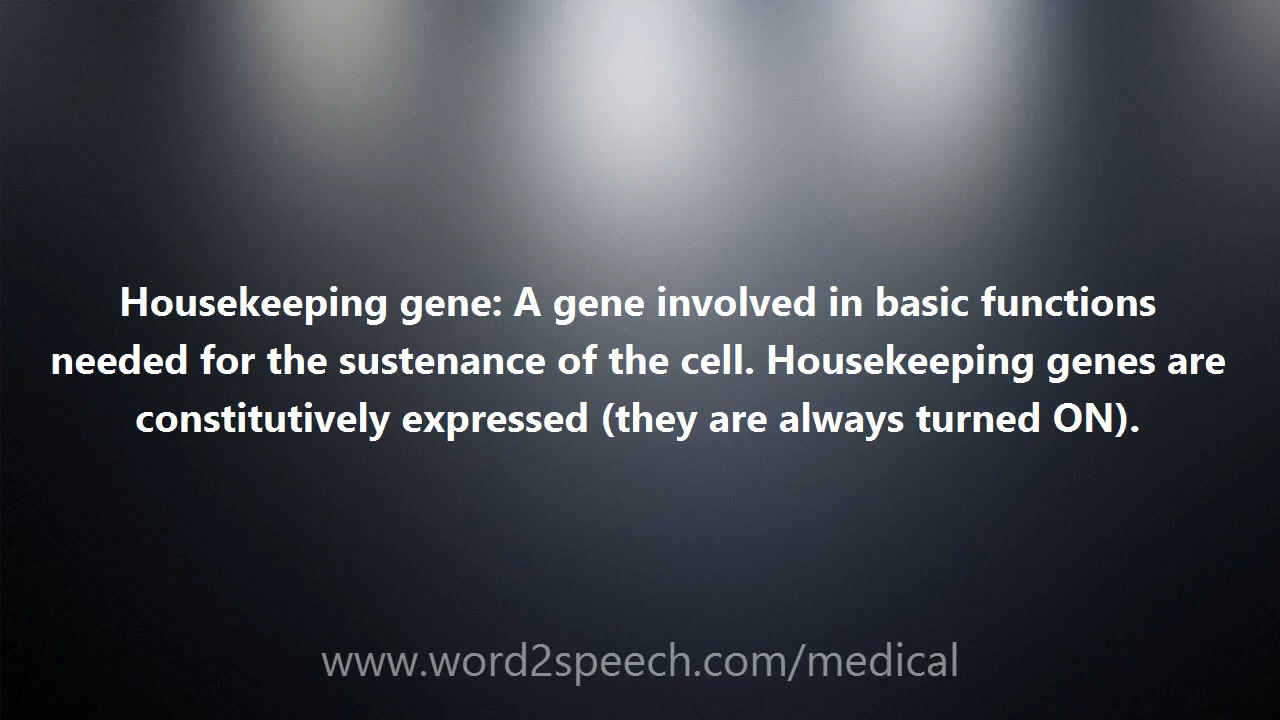 Housekeeping gene: A gene involved in basic functions
needed for the sustenance of the cell. Housekeeping genes are
constitutively expressed (they are always turned ON).
www.word2speech.com/medical